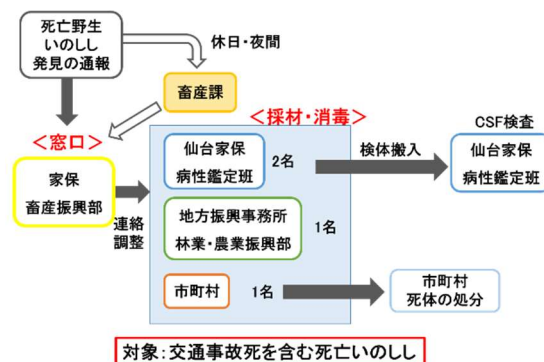 死亡野生
いのしし
発見の通報
休日・夜間
畜産課
＜窓口＞
家保
畜産振興部
連絡
調整
＜採材・消毒＞
仙台家保
病性鑑定班
2名
地方振興事務所
林業・農業振興部
1名
市町村
1名
検体搬入
CSF検査
仙台家保
病性鑑定班
市町村
死体の処分
対象：交通事故死を含む死亡いのしし